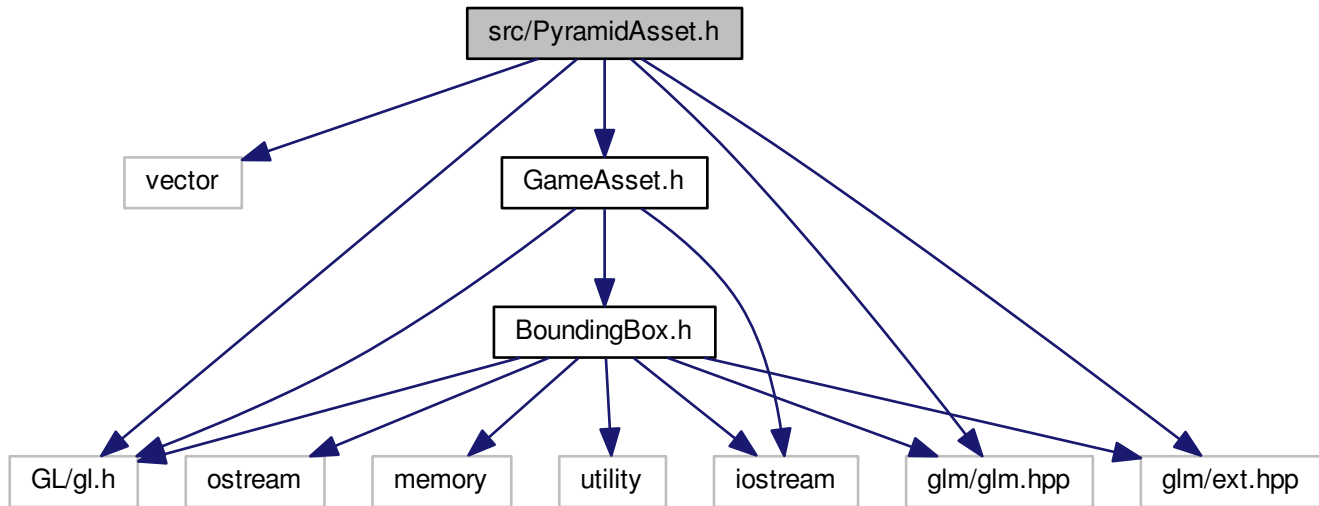 src/PyramidAsset.h
vector
GameAsset.h
BoundingBox.h
GL/gl.h
ostream
memory
utility
iostream
glm/glm.hpp
glm/ext.hpp